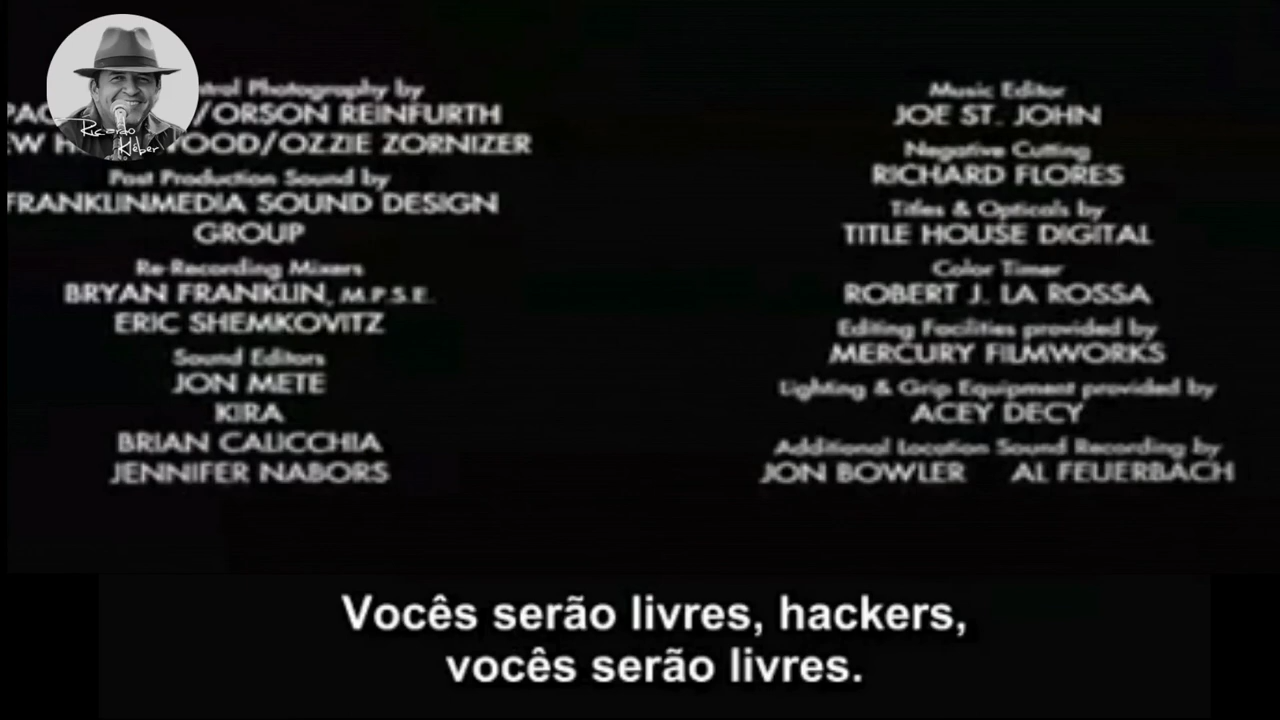 Ricardo
Kléber
Photography by
/ORSON REINFURTH
OOD/OZZIE ZORNIZER
Post Production Sound by
FRANKLINMEDIA SOUND DESIGN
GROUP
Re-Recording Mixers
BRYAN FRANKLIN, M.P.S.E.
ERIC SHEMKOVITZ
Sound Editors
JON METE
KIRA
BRIAN CALICCHIA
JENNIFER NABORS
Music Editor
JOE ST. JOHN
Negative Cutting
RICHARD FLORES
Titles & Opticals by
TITLE HOUSE DIGITAL
Color Timer
ROBERT J. LA ROSSA
Editing Facilities provided by
MERCURY FILMWORKS
Lighting & Grip Equipment provided by
ACEY DECY
Additional Location Sound Recording by
JON BOWLER AL FEUERBACH
Vocês serão livres, hackers,
vocês serão livres.